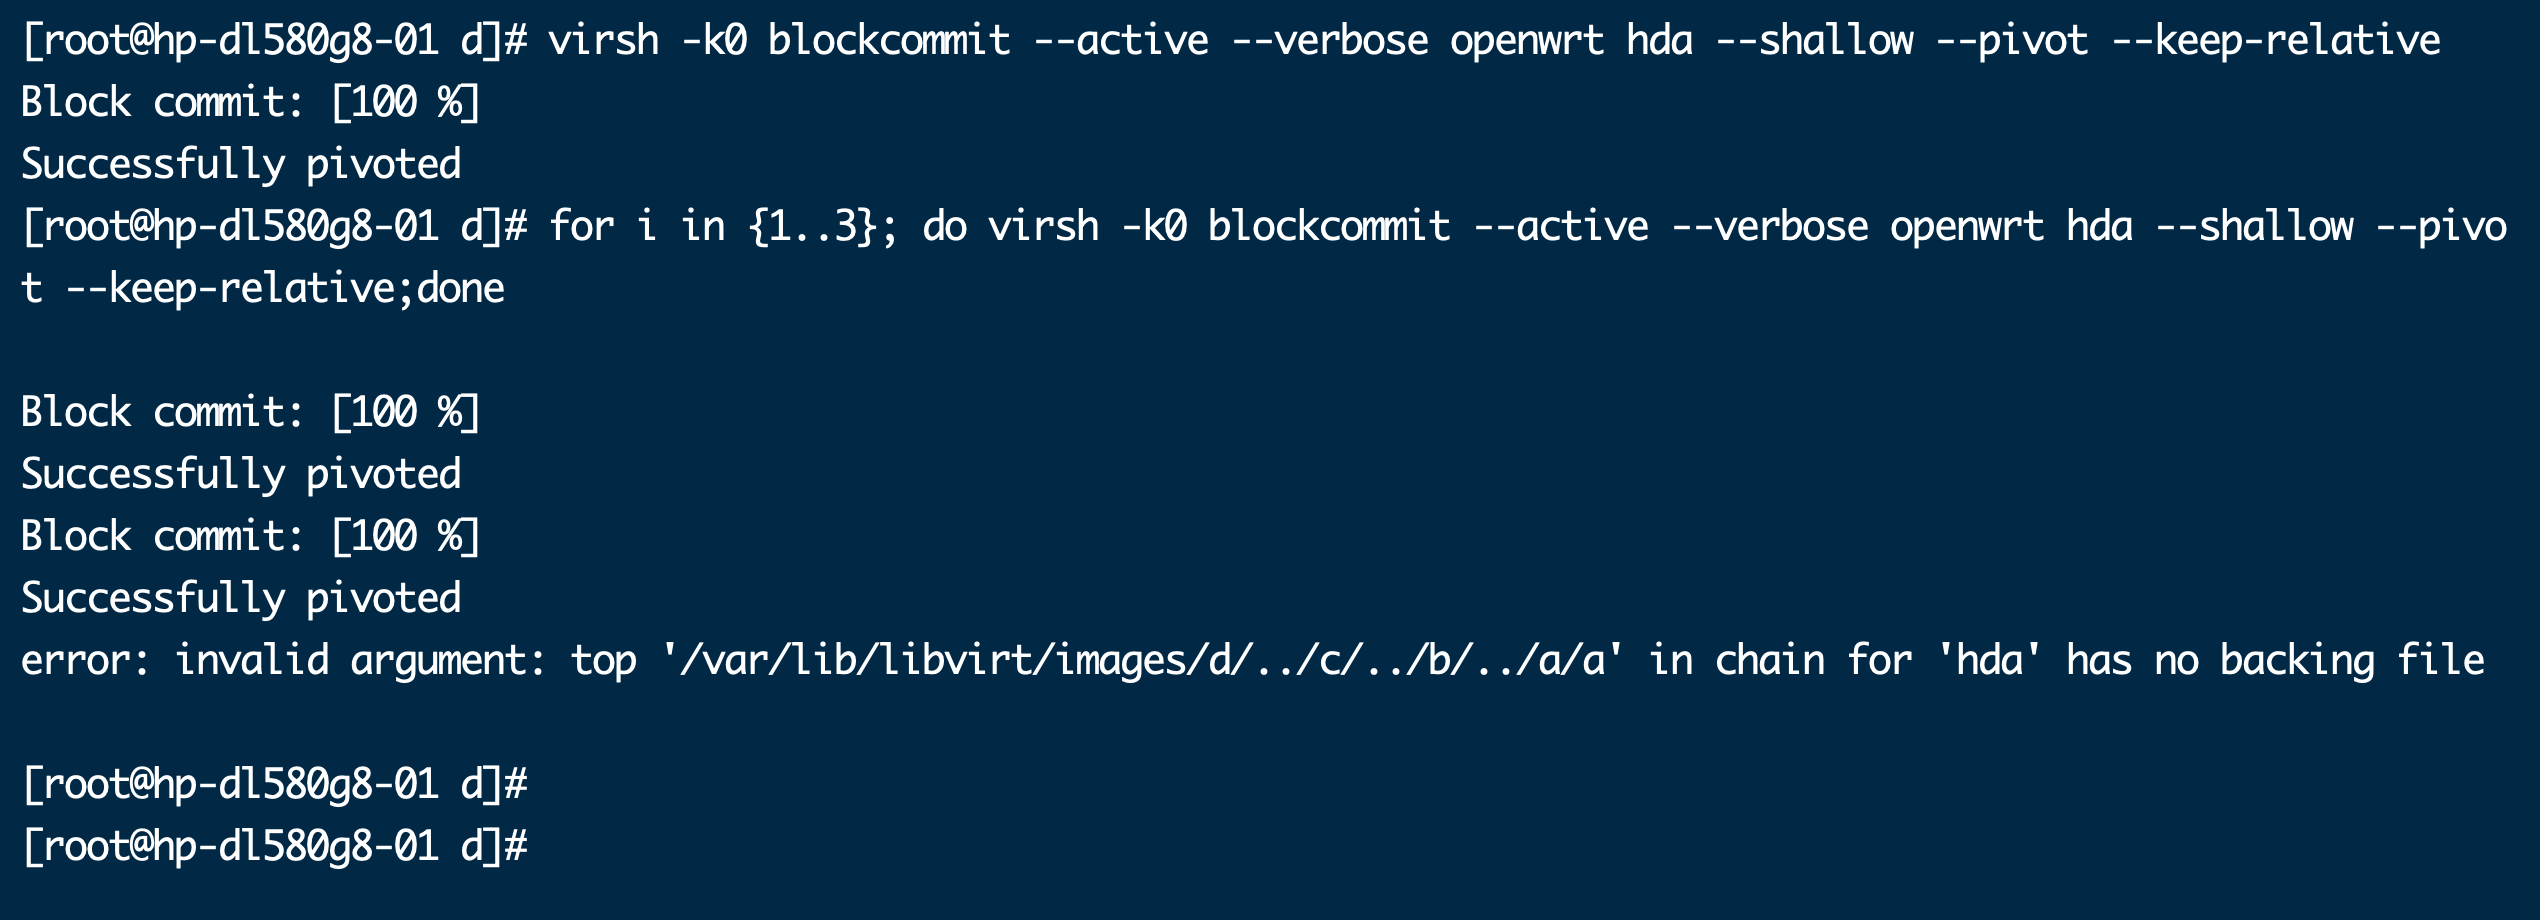 [root@hp-dl580g8-01 d]# virsh -k0 blockcommit --active --verbose openwrt hda --shallow --pivot --keep-relative
Block commit: [100 %]
Successfully pivoted
[root@hp-dl580g8-01 d]# for i in {1..3}; do virsh -k0 blockcommit --active --verbose openwrt hda --shallow --pivo
t --keep-relative;done
Block commit: [100 %]
Successfully pivoted
Block commit: [100 %]
Successfully pivoted
error: invalid argument: top '/var/lib/libvirt/images/d/../c/../b/../a/a' in chain for 'hda' has no backing file
[root@hp-dl580g8-01 d]#
[root@hp-dl580g8-01 d]#